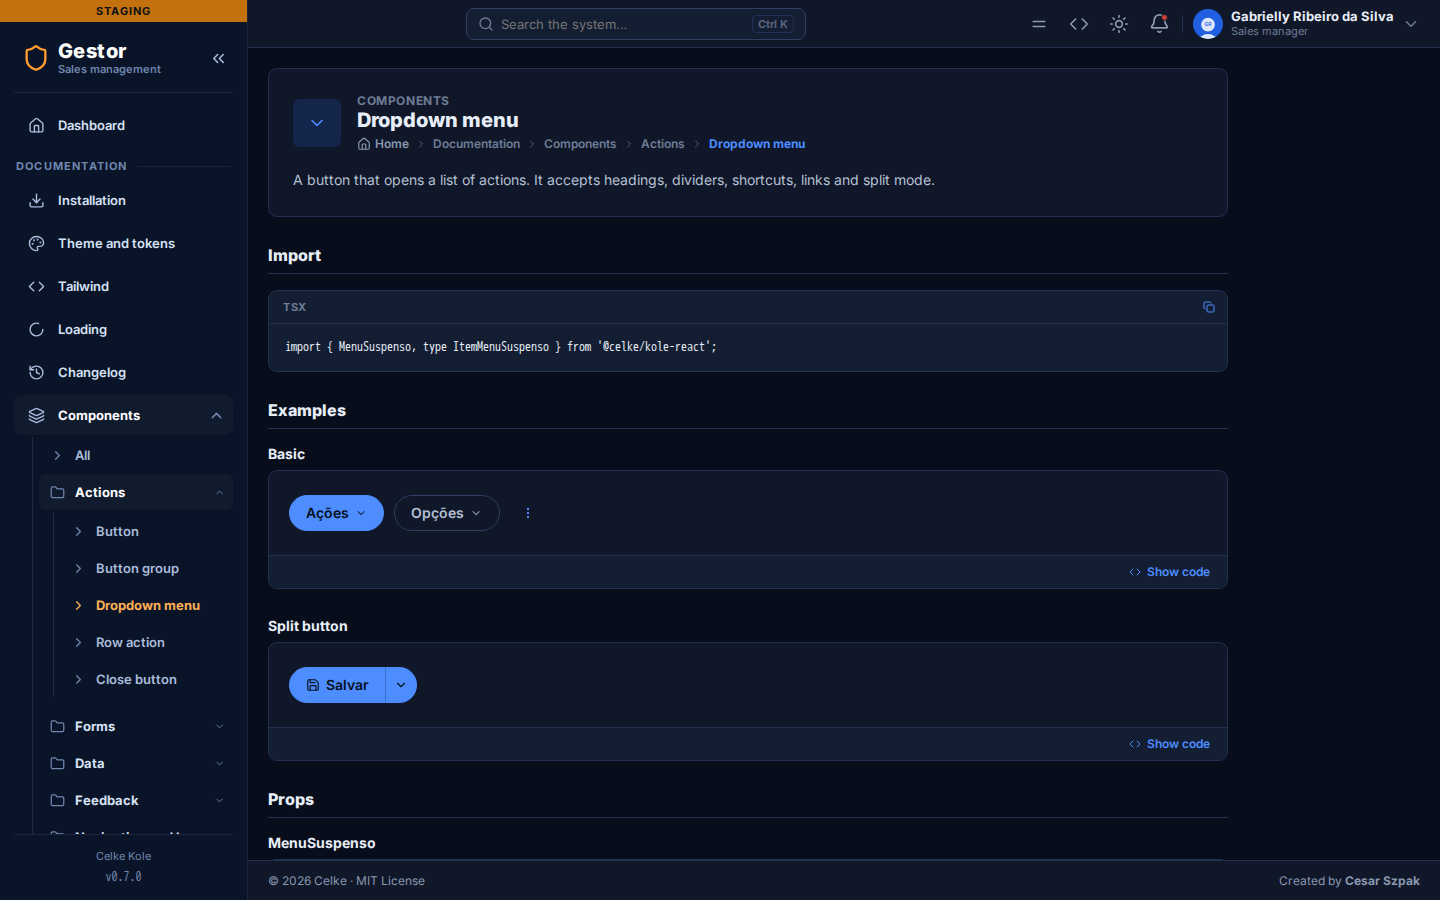 STAGING
Gestor
Sales management
Dashboard
DOCUMENTATION
Installation
Theme and tokens
Tailwind
Loading
Changelog
Components
All
Actions
Button
Button group
Dropdown menu
Row action
Close button
Forms
Data
Feedback
Celke Kole
v0.7.0
Search the system...
Ctrl K
GR
Gabrielly Ribeiro da Silva
Sales manager
COMPONENTS
Dropdown menu
Home > Documentation > Components > Actions > Dropdown menu
A button that opens a list of actions. It accepts headings, dividers, shortcuts, links and split mode.
Import
TSX
import { MenuSuspenso, type ItemMenuSuspenso } from '@celke/kole-react';
Examples
Basic
Ações
Opções
Show code
Split button
Salvar
Show code
Props
MenuSuspenso
© 2026 Celke · MIT License
Created by Cesar Szpak